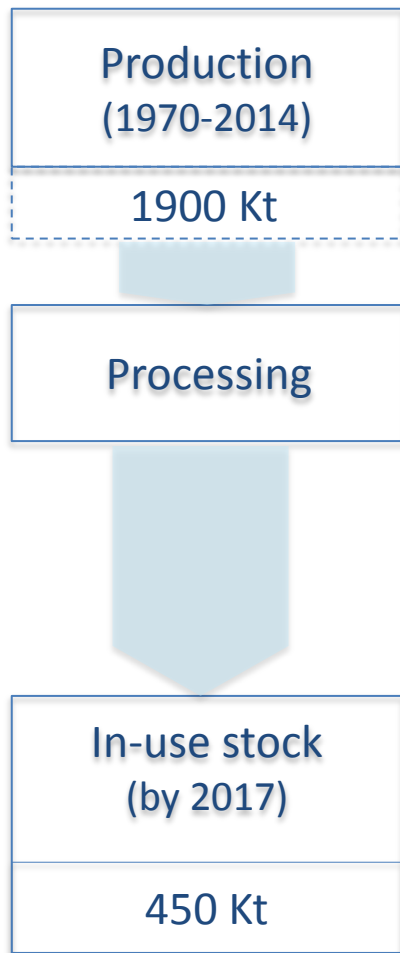 Production
(1970-2014)
1900 Kt
Processing
In-use stock
(by 2017)
450 Kt